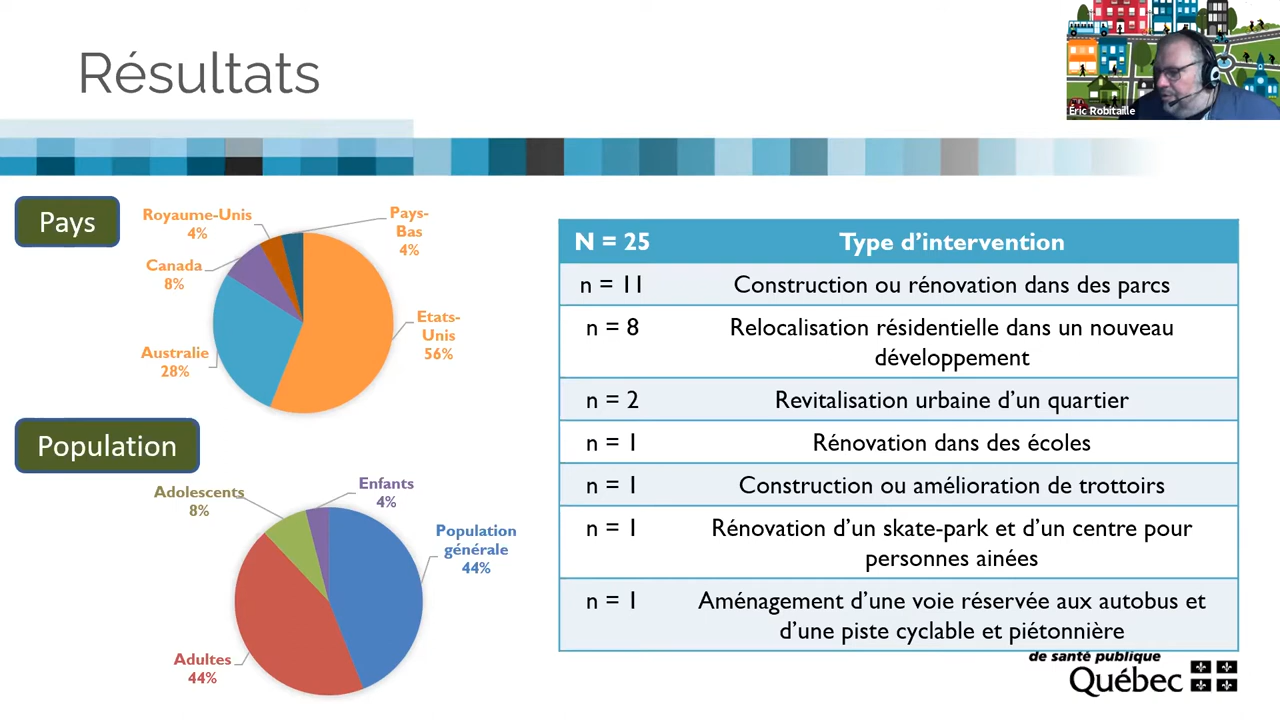 Résultats
Éric Robitaille
Pays
Royaume-Unis
4%
Pays-
Bas
4%
Canada
8%
Etats-
Unis
56%
Australie
28%
Population
Adolescents
8%
Enfants
4%
Population
générale
44%
Adultes
44%
N = 25 Type d’intervention
n = 11 Construction ou rénovation dans des parcs
n = 8 Relocalisation résidentielle dans un nouveau
développement
n = 2 Revitalisation urbaine d’un quartier
n = 1 Rénovation dans des écoles
n = 1 Construction ou amélioration de trottoirs
n = 1 Rénovation d’un skate-park et d’un centre pour
personnes ainées
n = 1 Aménagement d’une voie réservée aux autobus et
d’une piste cyclable et piétonnière
de santé publique
Québec